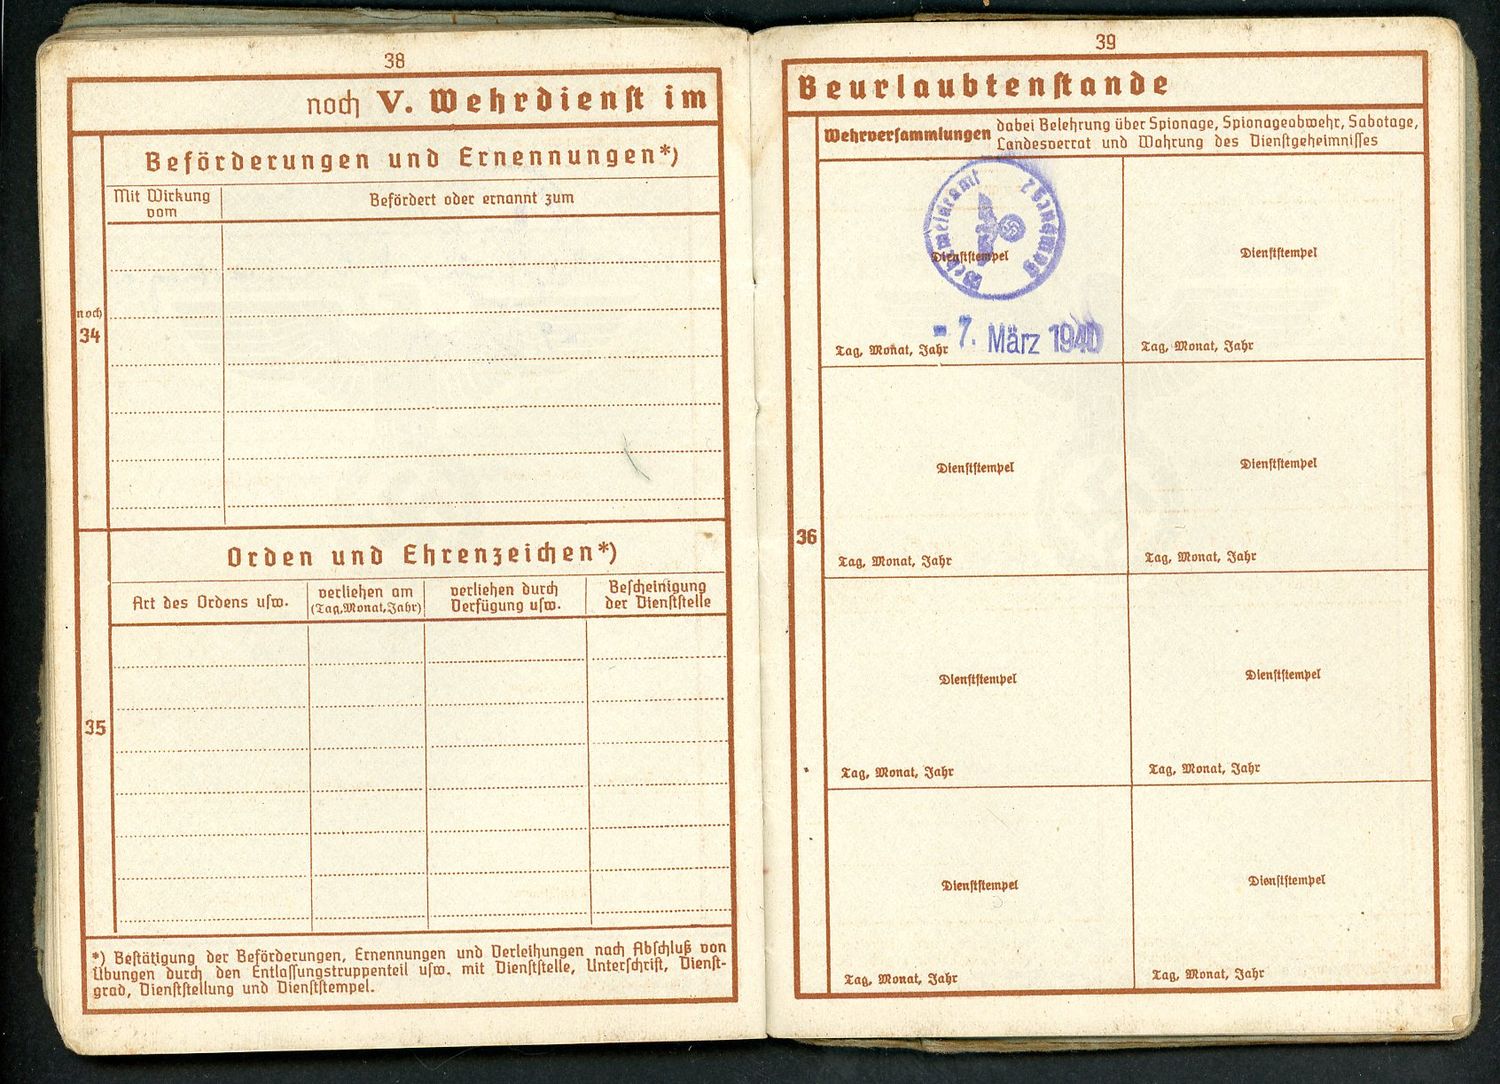 38
noch V. Wehrdienst im
Beförderungen und Ernennungen*)
Mit Wirkung
vom
Befördert oder ernannt zum
noch
34
Orden und Ehrenzeichen*)
Art des Ordens usw.
verliehen am
(Tag, Monat, Jahr)
verliehen durch
Verfügung usw.
Bescheinigung
der Dienststelle
35
*) Bestätigung der Beförderungen, Ernennungen und Verleihungen nach Abschluß von
Übungen durch den Entlassungstruppenteil usw. mit Dienststelle, Unterschrift, Dienst-
grad, Dienststellung und Dienststempel.
39
Beurlaubtenstande
Wehrversammlungen dabei Belehrung über Spionage, Spionageabwehr, Sabotage,
Landesverrat und Wahrung des Dienstgeheimnisses
36
Wehrmeldeamt
Dienststempel
Tag, Monat, Jahr
- 7. März 1940
Dienststempel
Tag, Monat, Jahr
Dienststempel
Tag, Monat, Jahr
Dienststempel
Tag, Monat, Jahr
Dienststempel
Tag, Monat, Jahr
Dienststempel
Tag, Monat, Jahr
Dienststempel
Tag, Monat, Jahr
Dienststempel
Tag, Monat, Jahr